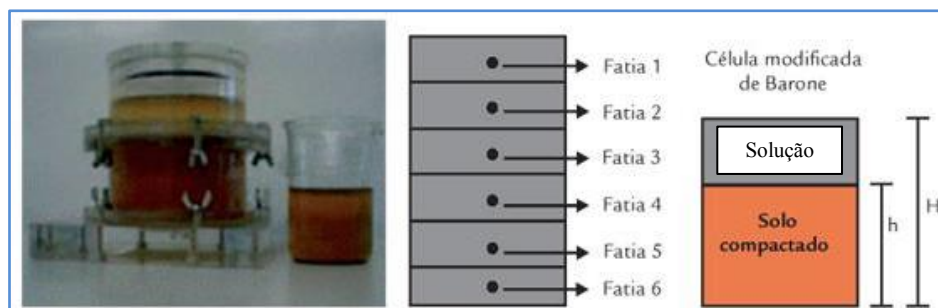 Fatia 1
Fatia 2
Fatia 3
Fatia 4
Fatia 5
Fatia 6
Célula modificada
de Barone
Solução
Solo
compactado
h
H